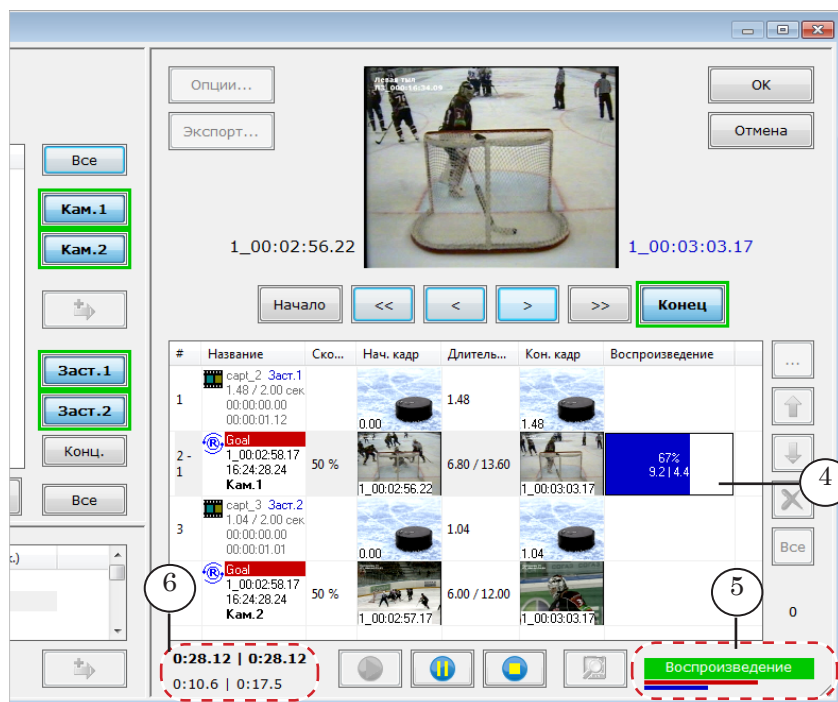 Опции...
Экспорт...
Левая тыл
ПЗ_000:16:34.09
OK
Отмена
Все
Кам.1
Кам.2
1_00:02:56.22
1_00:03:03.17
Начало
<<
<
>
>>
Конец
Заст.1
Заст.2
Конц.
Все
# Название Ско... Нач. кадр Длитель... Кон. кадр Воспроизведение
1
capt_2 Заст.1
1.48 / 2.00 сек
00:00:00.00
00:00:01.12
0.00
1.48
1.48
2 - 1
(R) Goal
1_00:02:58.17
16:24:28.24
Кам.1
50 %
1_00:02:56.22
6.80 / 13.60
1_00:03:03.17
67%
9.2 | 4.4
3
capt_3 Заст.2
1.04 / 2.00 сек
00:00:00.00
00:00:01.01
0.00
1.04
1.04
(R) Goal
1_00:02:58.17
16:24:28.24
Кам.2
50 %
1_00:02:57.17
6.00 / 12.00
1_00:03:03.17
...
Все
0
4
5
6
0:28.12 | 0:28.12
0:10.6 | 0:17.5
Воспроизведение